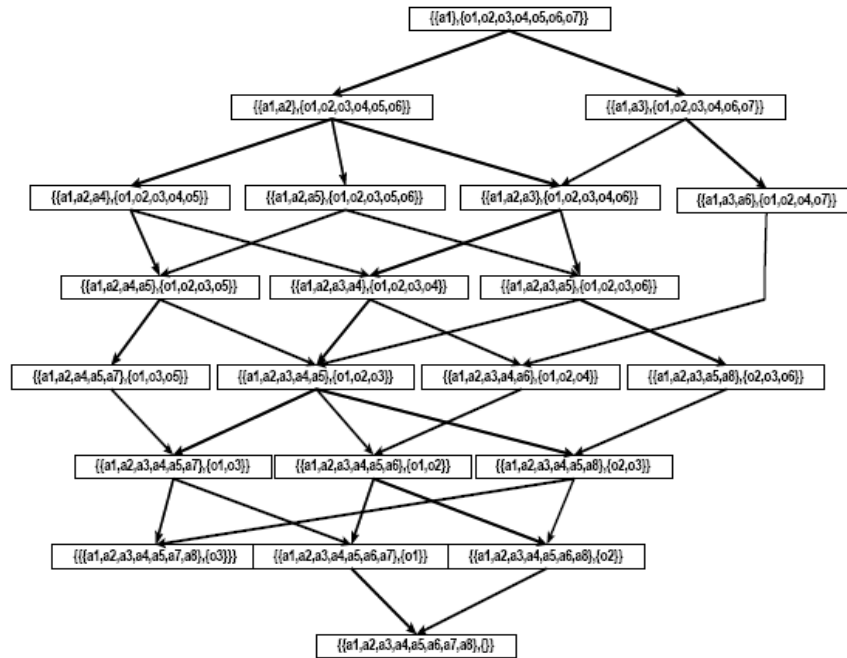 {{a1},{o1,o2,o3,o4,o5,o6,o7}}
{{a1,a2},{o1,o2,o3,o4,o5,o6}}
{{a1,a3},{o1,o2,o3,o4,o6,o7}}
{{a1,a2,a4},{o1,o2,o3,o4,o5}}
{{a1,a2,a5},{o1,o2,o3,o5,o6}}
{{a1,a2,a3},{o1,o2,o3,o4,o6}}
{{a1,a3,a6},{o1,o2,o4,o7}}
{{a1,a2,a4,a5},{o1,o2,o3,o5}}
{{a1,a2,a3,a4},{o1,o2,o3,o4}}
{{a1,a2,a3,a5},{o1,o2,o3,o6}}
{{a1,a2,a4,a5,a7},{o1,o3,o5}}
{{a1,a2,a3,a4,a5},{o1,o2,o3}}
{{a1,a2,a3,a4,a6},{o1,o2,o4}}
{{a1,a2,a3,a5,a8},{o2,o3,o6}}
{{a1,a2,a3,a4,a5,a7},{o1,o3}}
{{a1,a2,a3,a4,a5,a6},{o1,o2}}
{{a1,a2,a3,a4,a5,a8},{o2,o3}}
{{{a1,a2,a3,a4,a5,a7,a8},{o3}}}
{{a1,a2,a3,a4,a5,a6,a7},{o1}}
{{a1,a2,a3,a4,a5,a6,a8},{o2}}
{{a1,a2,a3,a4,a5,a6,a7,a8},{}}